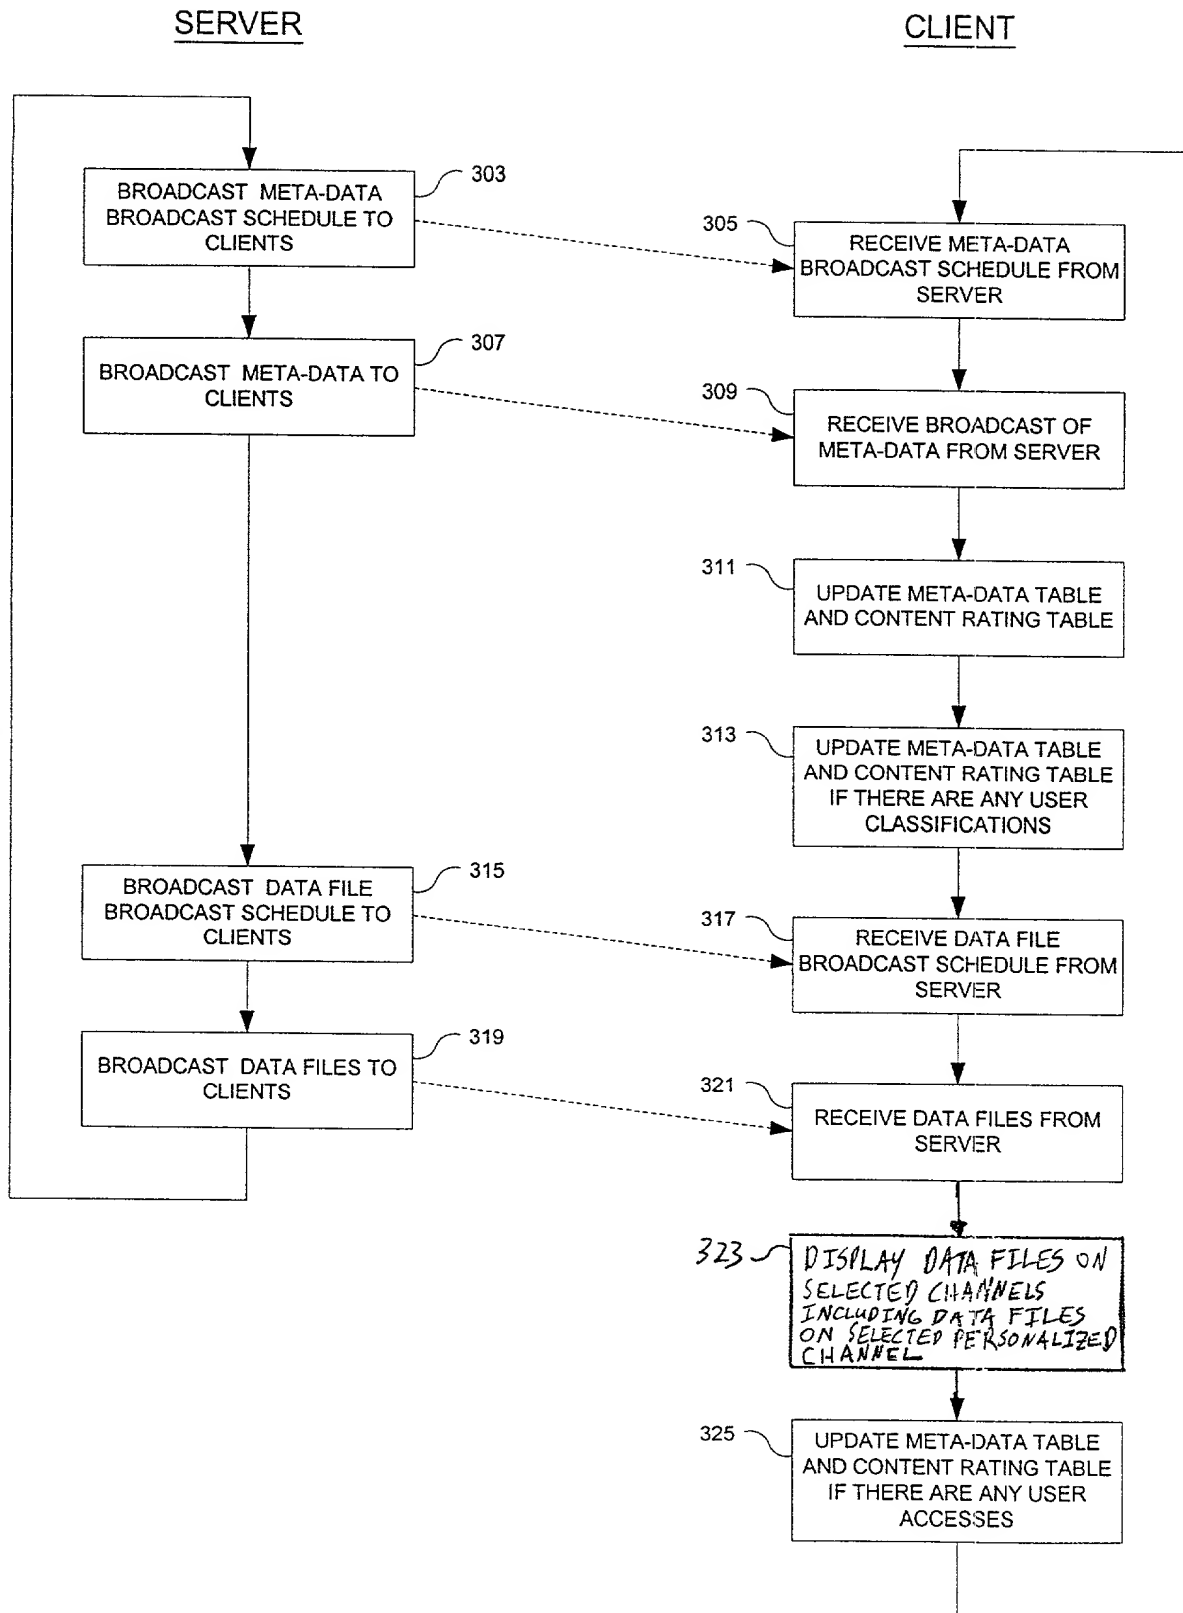 SERVER
CLIENT
303
BROADCAST META-DATA
BROADCAST SCHEDULE TO
CLIENTS
305
RECEIVE META-DATA
BROADCAST SCHEDULE FROM
SERVER
307
BROADCAST META-DATA TO
CLIENTS
309
RECEIVE BROADCAST OF
META-DATA FROM SERVER
311
UPDATE META-DATA TABLE
AND CONTENT RATING TABLE
313
UPDATE META-DATA TABLE
AND CONTENT RATING TABLE
IF THERE ARE ANY USER
CLASSIFICATIONS
315
BROADCAST DATA FILE
BROADCAST SCHEDULE TO
CLIENTS
317
RECEIVE DATA FILE
BROADCAST SCHEDULE FROM
SERVER
319
BROADCAST DATA FILES TO
CLIENTS
321
RECEIVE DATA FILES FROM
SERVER
323
DISPLAY DATA FILES ON
SELECTED CHANNELS
INCLUDING DATA FILES
ON SELECTED PERSONALIZED
CHANNEL
325
UPDATE META-DATA TABLE
AND CONTENT RATING TABLE
IF THERE ARE ANY USER
ACCESSES